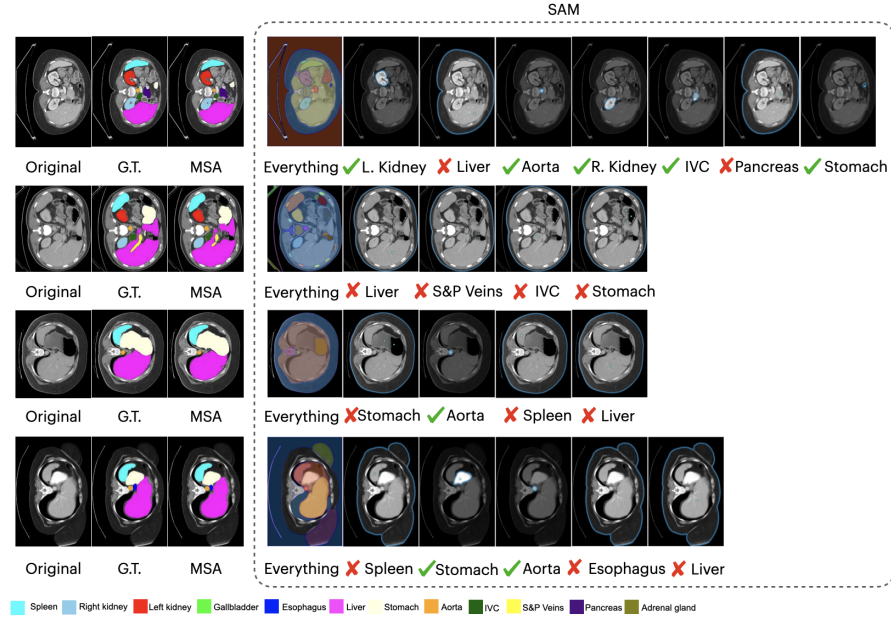 SAM
Original G.T. MSA Everything ✓ L. Kidney ✗ Liver ✓ Aorta ✓ R. Kidney ✓ IVC ✗ Pancreas ✓ Stomach
Original G.T. MSA Everything ✗ Liver ✗ S&P Veins ✗ IVC ✗ Stomach
Original G.T. MSA Everything ✗ Stomach ✓ Aorta ✗ Spleen ✗ Liver
Original G.T. MSA Everything ✗ Spleen ✓ Stomach ✓ Aorta ✗ Esophagus ✗ Liver
Spleen Right kidney Left kidney Gallbladder Esophagus Liver Stomach Aorta IVC S&P Veins Pancreas Adrenal gland